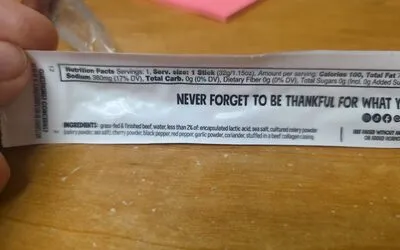 Nutrition Facts Servings: 1, Serv. size: 1 Stick (32g/1.15oz), Amount per serving: Calories 100, Total Fat 7
Sodium 380mg (17% DV), Total Carb. 0g (0% DV), Dietary Fiber 0g (0% DV), Total Sugars 0g (Incl. 0g Added Su
NEVER FORGET TO BE THANKFUL FOR WHAT Y
INGREDIENTS: grass-fed & finished beef, water, less than 2% of: encapsulated lactic acid, sea salt, cultured celery powder
(celery powder, sea salt), cherry powder, black pepper, red pepper, garlic powder, coriander, stuffed in a beef collagen casing.